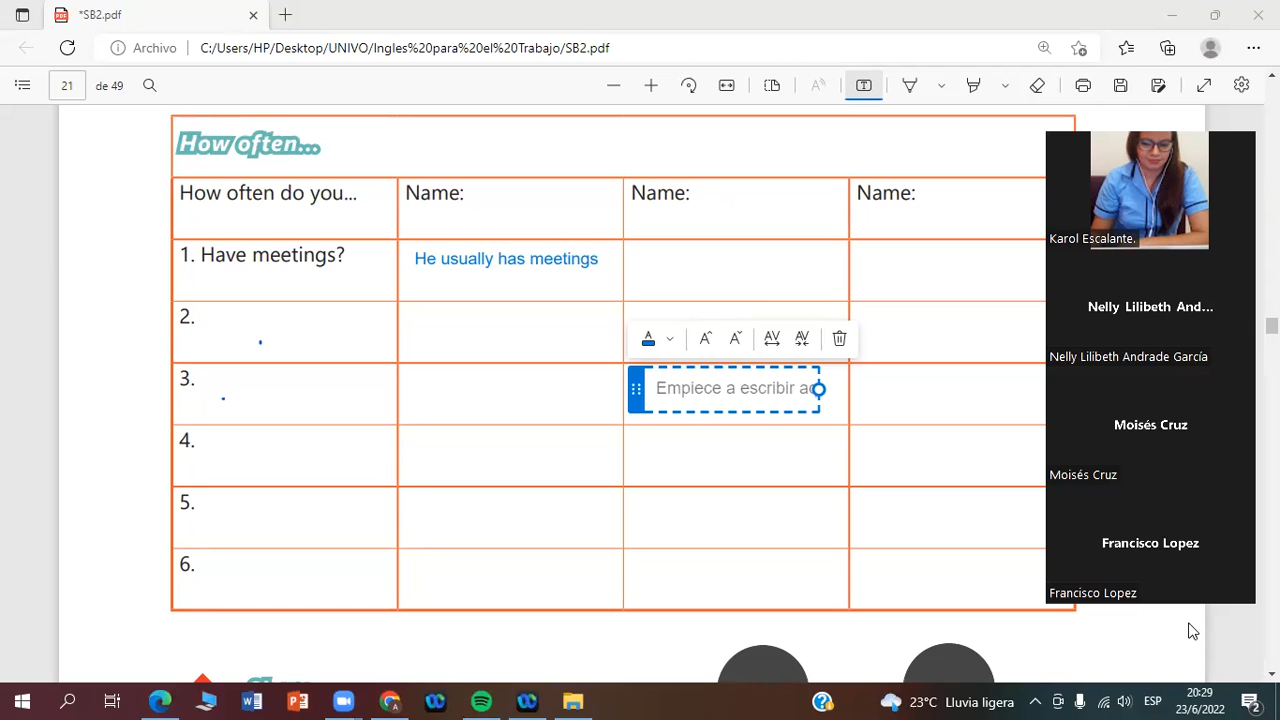 *SB2.pdf
Archivo
C:/Users/HP/Desktop/UNIVO/Ingles%20para%20el%20Trabajo/SB2.pdf
21
de 49
How often...
How often do you...
Name:
Name:
Name:
1. Have meetings?
He usually has meetings
2.
3.
Empiece a escribir
4.
5.
6.
Karol Escalante.
Nelly Lilibeth And...
Nelly Lilibeth Andrade García
Moisés Cruz
Moisés Cruz
Francisco Lopez
Francisco Lopez
23°C Lluvia ligera
ESP
20:29
23/6/2022
2